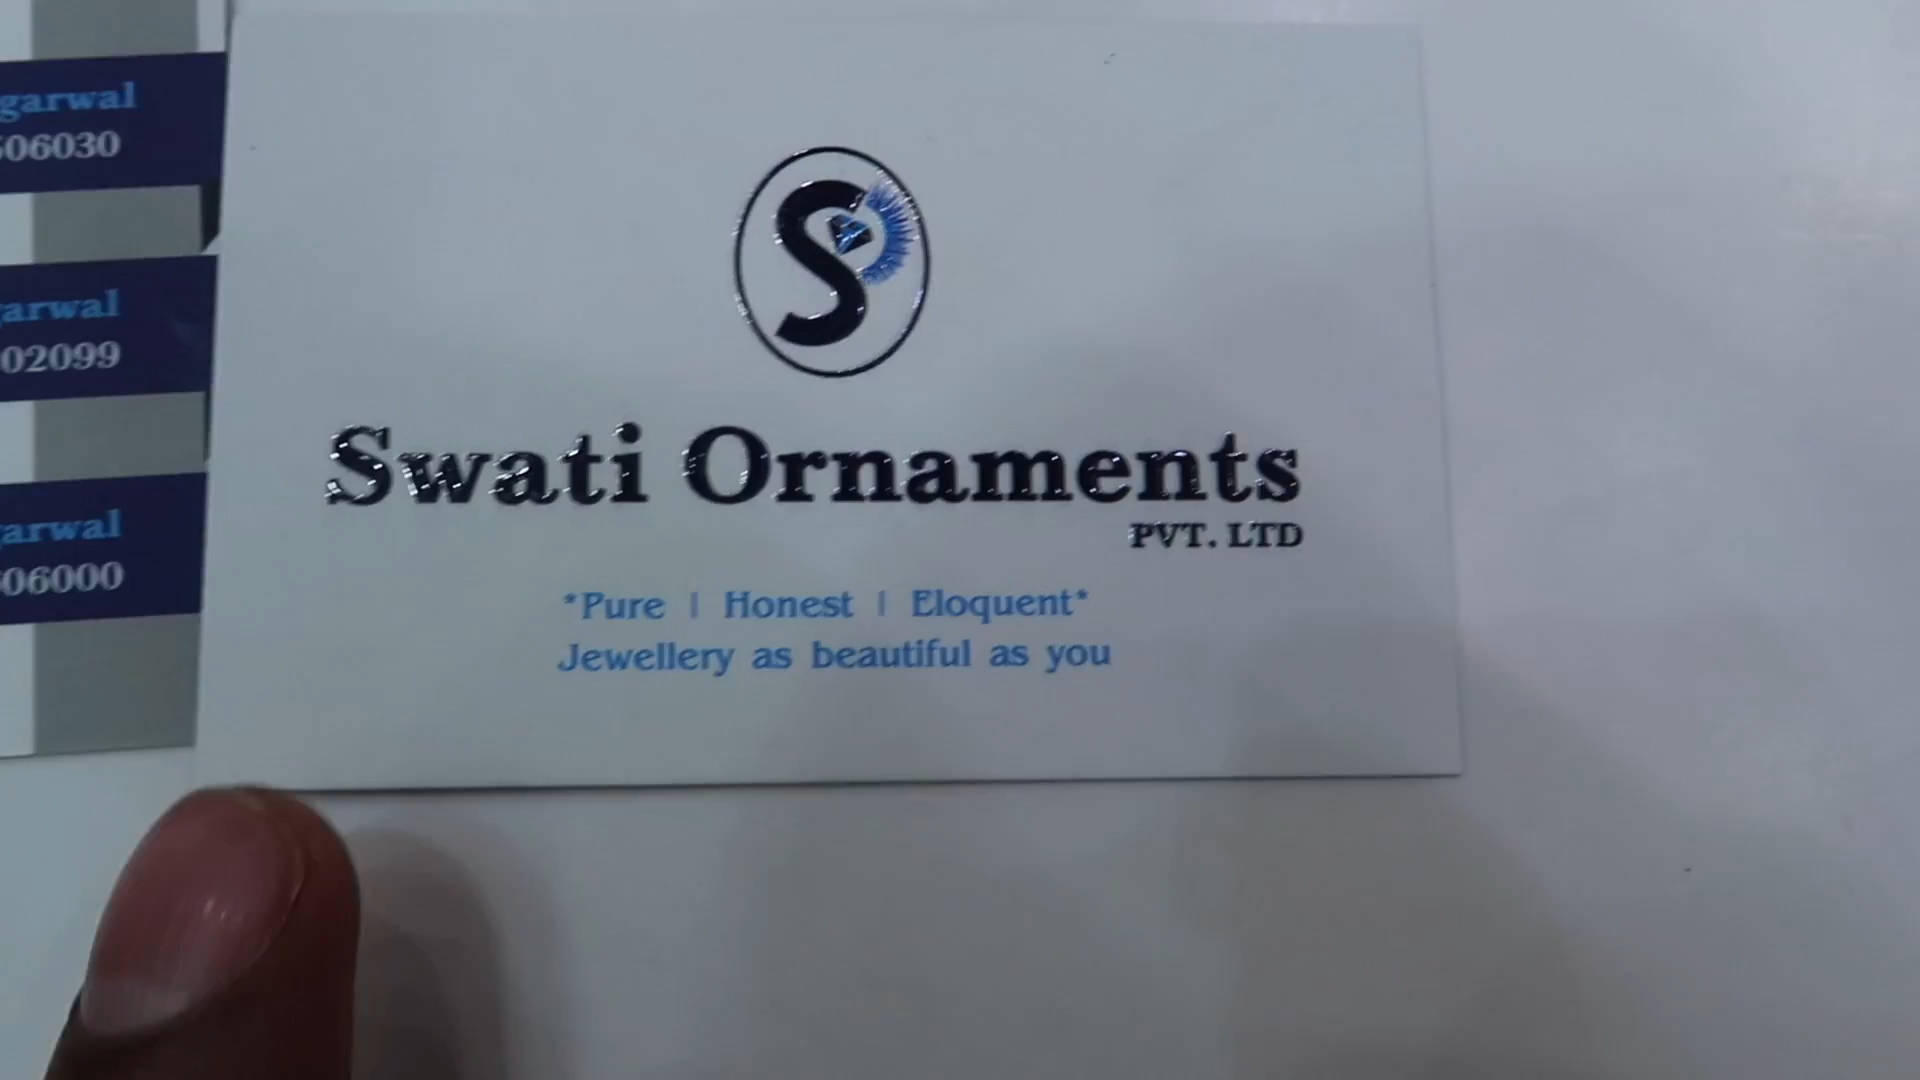 garwal
06030
arwal
02099
arwal
06000
S
Swati Ornaments
PVT. LTD
*Pure | Honest | Eloquent*
Jewellery as beautiful as you